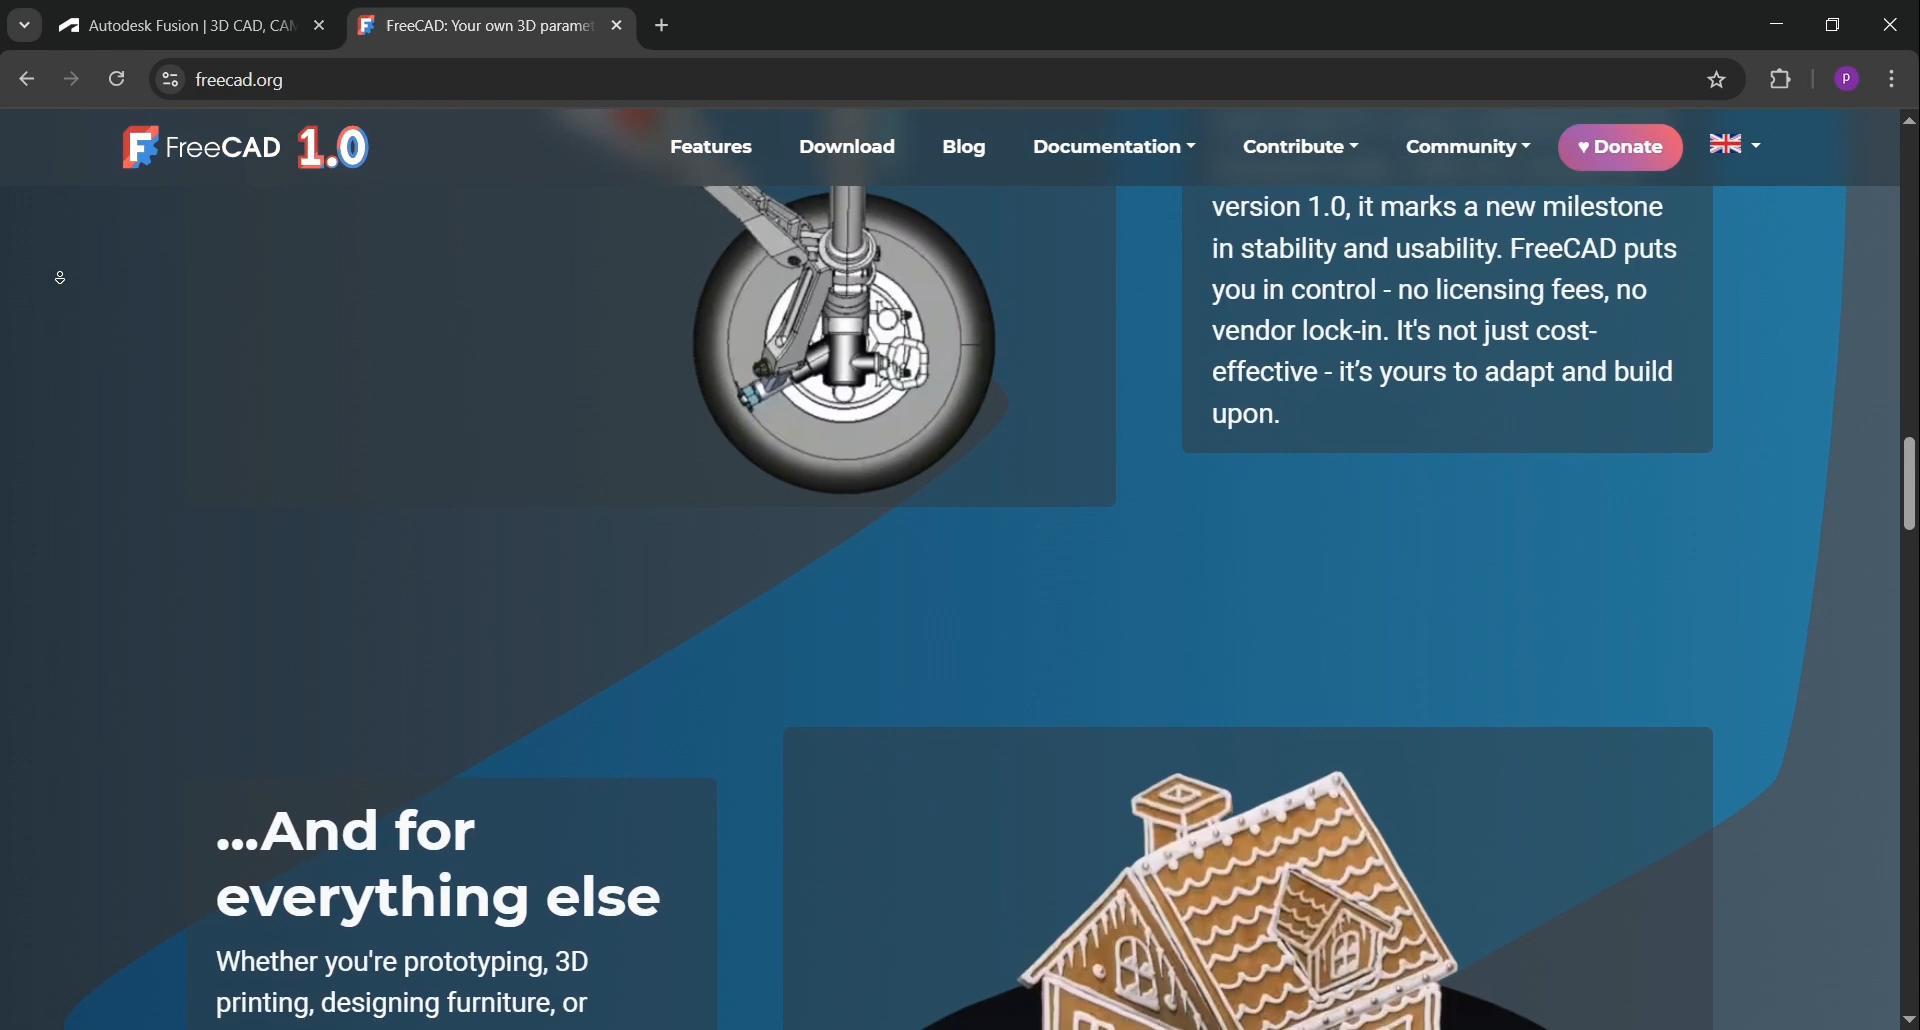 Autodesk Fusion | 3D CAD, CAM
FreeCAD: Your own 3D paramet
freecad.org
P
FreeCAD 1.0
Features
Download
Blog
Documentation
Contribute
Community
♥ Donate
version 1.0, it marks a new milestone
in stability and usability. FreeCAD puts
you in control - no licensing fees, no
vendor lock-in. It's not just cost-
effective - it’s yours to adapt and build
upon.
...And for
everything else
Whether you're prototyping, 3D
printing, designing furniture, or